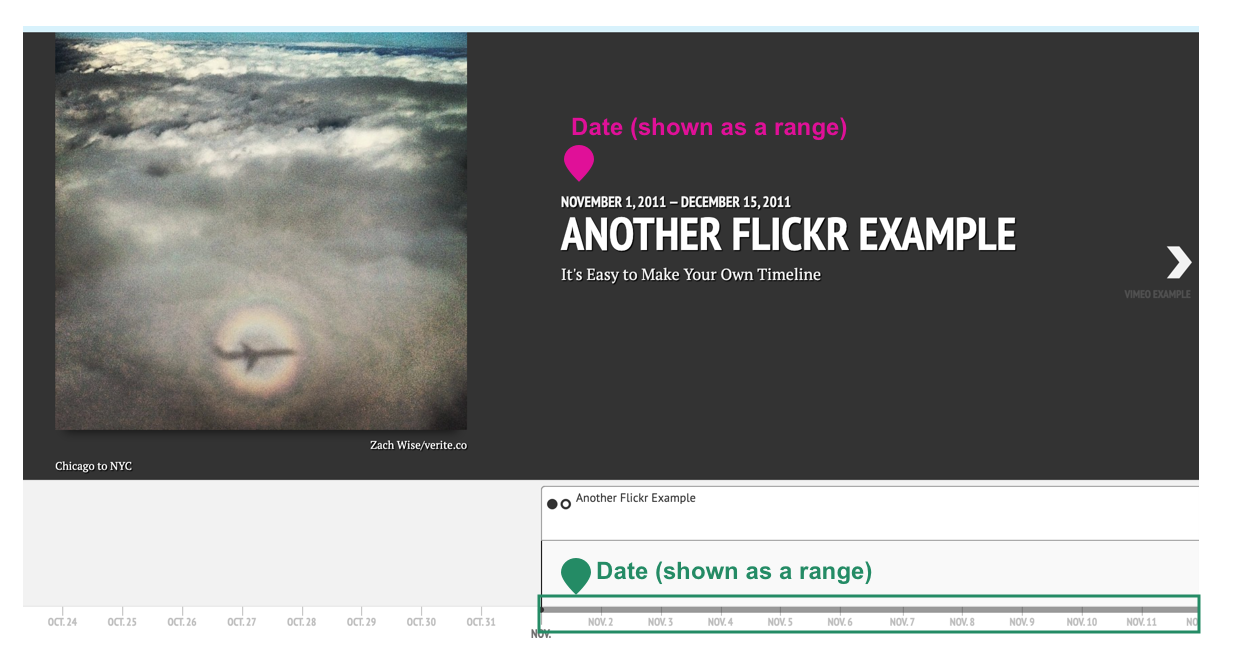 Date (shown as a range)
NOVEMBER 1, 2011 — DECEMBER 15, 2011
ANOTHER FLICKR EXAMPLE
It's Easy to Make Your Own Timeline
VIMEO EXAMPLE
Zach Wise/verite.co
Chicago to NYC
Another Flickr Example
Date (shown as a range)
OCT. 24 OCT. 25 OCT. 26 OCT. 27 OCT. 28 OCT. 29 OCT. 30 OCT. 31 NOV. 2 NOV. 3 NOV. 4 NOV. 5 NOV. 6 NOV. 7 NOV. 8 NOV. 9 NOV. 10 NOV. 11 NO
NOV.